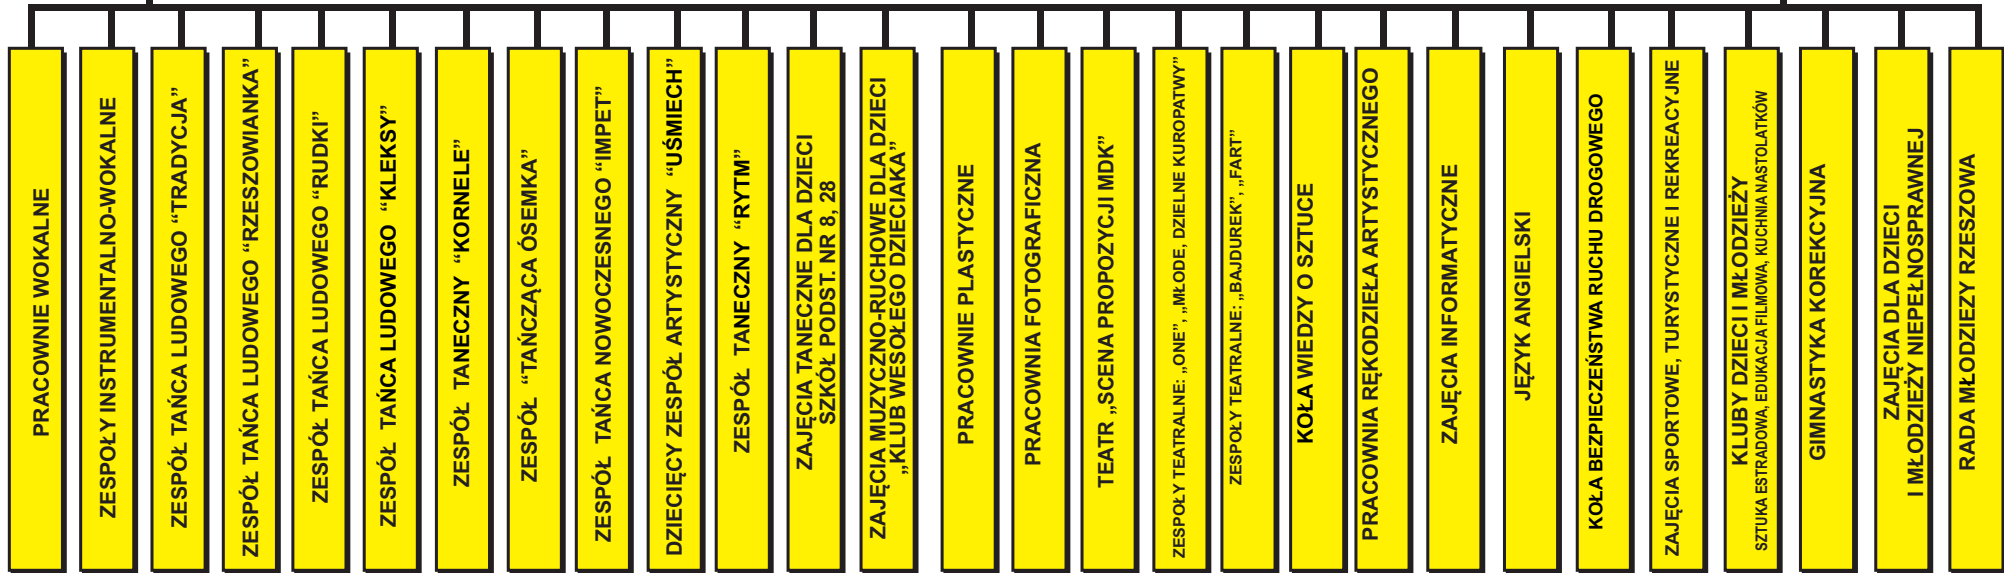 PRACOWNIE WOKALNE
ZESPOŁY INSTRUMENTALNO-WOKALNE
ZESPÓŁ TAŃCA LUDOWEGO “TRADYCJA”
ZESPÓŁ TAŃCA LUDOWEGO “RZESZOWIANKA”
ZESPÓŁ TAŃCA LUDOWEGO “RUDKI”
ZESPÓŁ TAŃCA LUDOWEGO “KLEKSY”
ZESPÓŁ TANECZNY “KORNELE”
ZESPÓŁ “TAŃCZĄCA ÓSEMKA”
ZESPÓŁ TAŃCA NOWOCZESNEGO “IMPET”
DZIECIĘCY ZESPÓŁ ARTYSTYCZNY “UŚMIECH”
ZESPÓŁ TANECZNY “RYTM”
ZAJĘCIA TANECZNE DLA DZIECI
SZKÓŁ PODST. NR 8, 28
ZAJĘCIA MUZYCZNO-RUCHOWE DLA DZIECI
„KLUB WESOŁEGO DZIECIAKA”
PRACOWNIE PLASTYCZNE
PRACOWNIA FOTOGRAFICZNA
TEATR „SCENA PROPOZYCJI MDK”
ZESPOŁY TEATRALNE: „ONE”, „MŁODE, DZIELNE KUROPATWY”
ZESPOŁY TEATRALNE: „BAJDUREK”, „FART”
KOŁA WIEDZY O SZTUCE
PRACOWNIA RĘKODZIEŁA ARTYSTYCZNEGO
ZAJĘCIA INFORMATYCZNE
JĘZYK ANGIELSKI
KOŁA BEZPIECZEŃSTWA RUCHU DROGOWEGO
ZAJĘCIA SPORTOWE, TURYSTYCZNE I REKREACYJNE
KLUBY DZIECI I MŁODZIEŻY
SZTUKA ESTRADOWA, EDUKACJA FILMOWA, KUCHNIA NASTOLATKÓW
GIMNASTYKA KOREKCYJNA
ZAJĘCIA DLA DZIECI
I MŁODZIEŻY NIEPEŁNOSPRAWNEJ
RADA MŁODZIEZY RZESZOWA